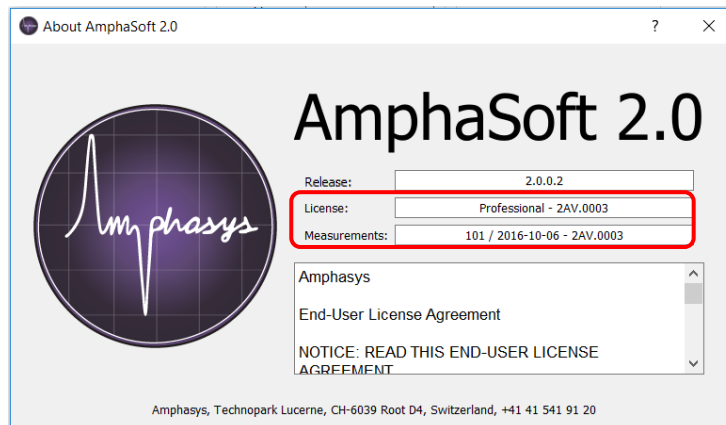 About AmphaSoft 2.0
?
AmphaSoft 2.0
Amphasys
Release: 2.0.0.2
License: Professional - 2AV.0003
Measurements: 101 / 2016-10-06 - 2AV.0003
Amphasys
End-User License Agreement
NOTICE: READ THIS END-USER LICENSE
AGREEMENT
Amphasys, Technopark Lucerne, CH-6039 Root D4, Switzerland, +41 41 541 91 20